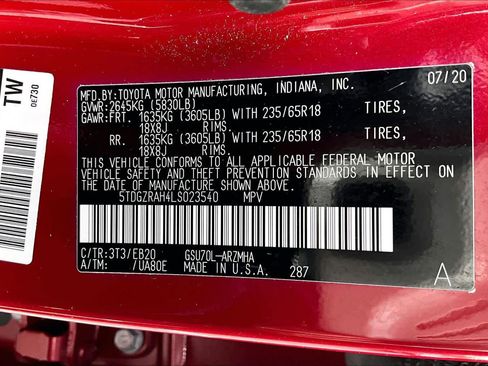 TW
0E730
MFD.BY:TOYOTA MOTOR MANUFACTURING, INDIANA, INC. 07/20
GVWR:2645KG (5830LB)
GAWR:FRT. 1635KG (3605LB) WITH 235/65R18 TIRES,
18X8J RIMS.
RR. 1635KG (3605LB) WITH 235/65R18 TIRES,
18X8J RIMS.
THIS VEHICLE CONFORMS TO ALL APPLICABLE FEDERAL MOTOR
VEHICLE SAFETY AND THEFT PREVENTION STANDARDS IN EFFECT ON
THE DATE OF MANUFACTURE SHOWN ABOVE.
5TDGZRAH4LS023540 MPV
C/TR:3T3/EB20 GSU70L-ARZMHA
A/TM: /UA80E MADE IN U.S.A. 287 A